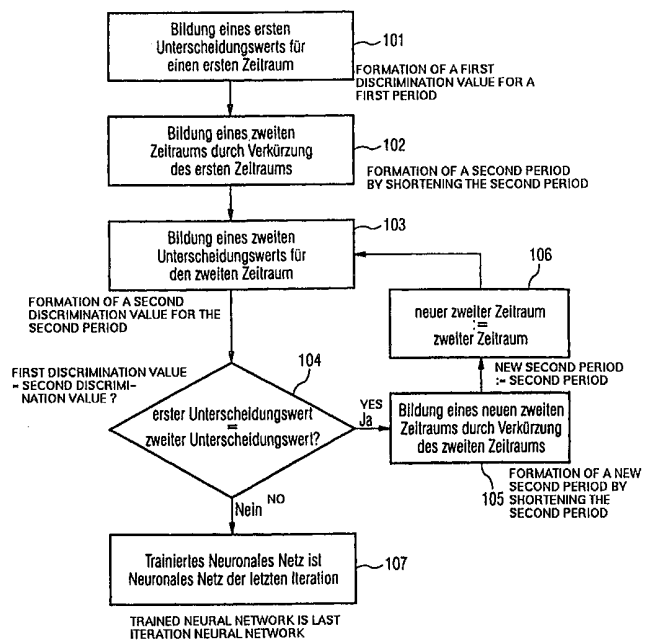 Bildung eines ersten
Unterscheidungswerts für
einen ersten Zeitraum
101
FORMATION OF A FIRST
DISCRIMINATION VALUE FOR A
FIRST PERIOD
Bildung eines zweiten
Zeitraums durch Verkürzung
des ersten Zeitraums
102
FORMATION OF A SECOND PERIOD
BY SHORTENING THE SECOND PERIOD
103
Bildung eines zweiten
Unterscheidungswerts für
den zweiten Zeitraum
FORMATION OF A SECOND
DISCRIMINATION VALUE FOR THE
SECOND PERIOD
106
neuer zweiter Zeitraum
:=
zweiter Zeitraum
NEW SECOND PERIOD
:= SECOND PERIOD
FIRST DISCRIMINATION VALUE
= SECOND DISCRIMI-
NATION VALUE ?
104
erster Unterscheidungswert
=
zweiter Unterscheidungswert?
YES
Ja
Bildung eines neuen zweiten
Zeitraums durch Verkürzung
des zweiten Zeitraums
105
FORMATION OF A NEW
SECOND PERIOD BY
SHORTENING THE
SECOND PERIOD
Nein NO
Trainiertes Neuronales Netz ist
Neuronales Netz der letzten Iteration
107
TRAINED NEURAL NETWORK IS LAST
ITERATION NEURAL NETWORK